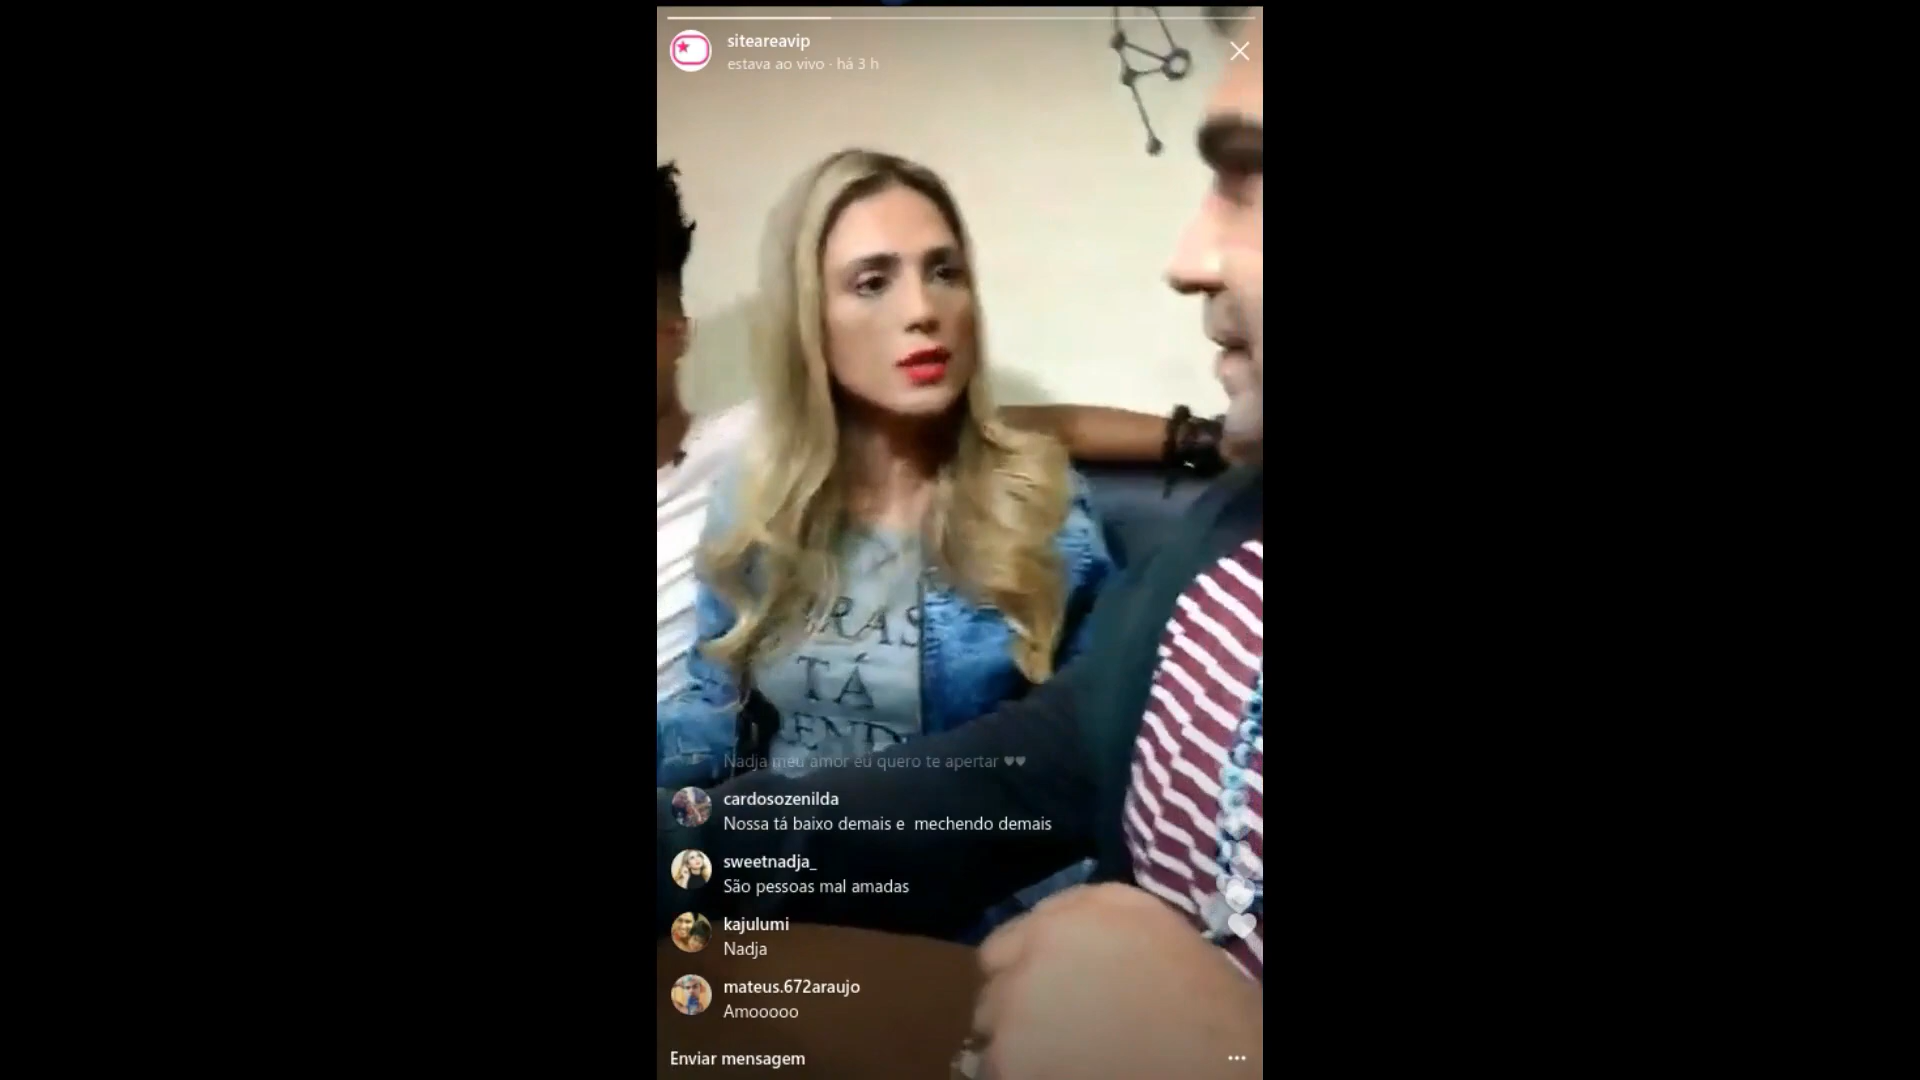 siteareavip
estava ao vivo · há 3 h
TÁ
Nadja meu amor eu quero te apertar ♥♥
cardosozenilda
Nossa tá baixo demais e mechendo demais
sweetnadja_
São pessoas mal amadas
kajulumi
Nadja
mateus.672araujo
Amooooo
Enviar mensagem